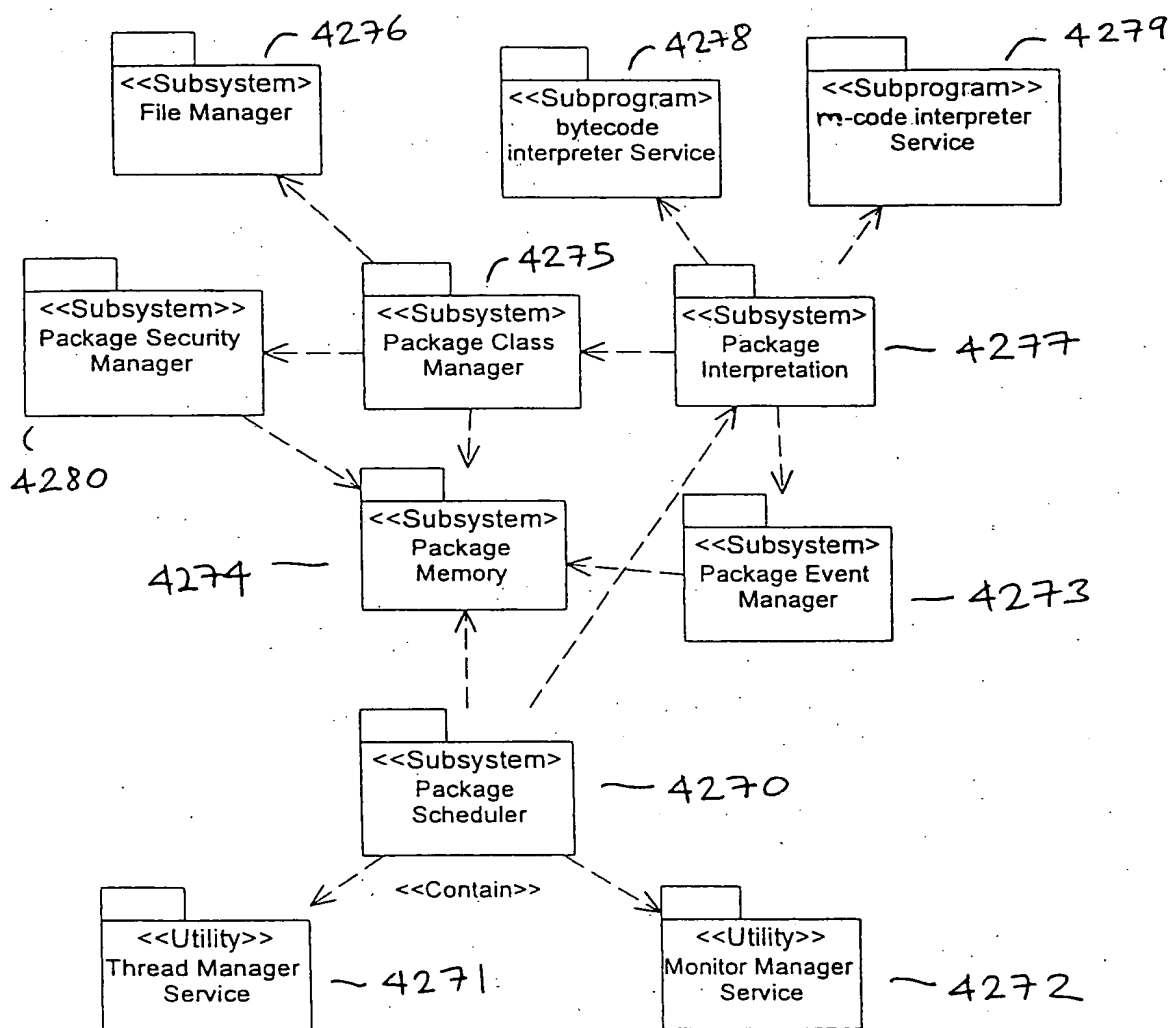 4276
4278
4279
<<Subsystem>
File Manager
<<Subprogram>
bytecode
interpreter Service
<<Subprogram>>
m-code interpreter
Service
4275
<<Subsystem>>
Package Security
Manager
<<Subsystem>
Package Class
Manager
<<Subsystem>
Package
Interpretation
4277
4280
<<Subsystem>
Package
Memory
4274
<<Subsystem>
Package Event
Manager
4273
<<Subsystem>
Package
Scheduler
4270
<<Contain>>
<<Utility>>
Thread Manager
Service
4271
<<Utility>>
Monitor Manager
Service
4272